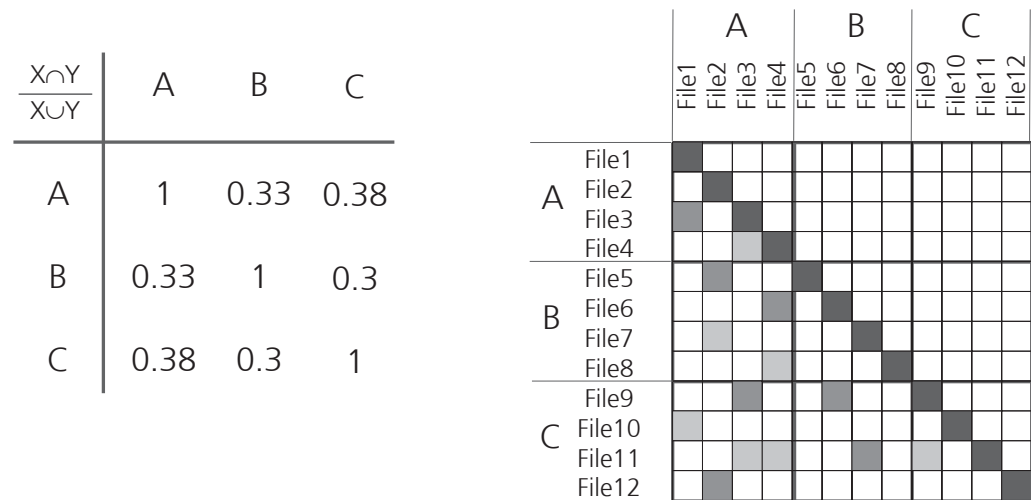 X∩Y
X∪Y
A B C
A 1 0.33 0.38
B 0.33 1 0.3
C 0.38 0.3 1
A B C
File1 File2 File3 File4 File5 File6 File7 File8 File9 File10 File11 File12
A
File1
File2
File3
File4
B
File5
File6
File7
File8
C
File9
File10
File11
File12